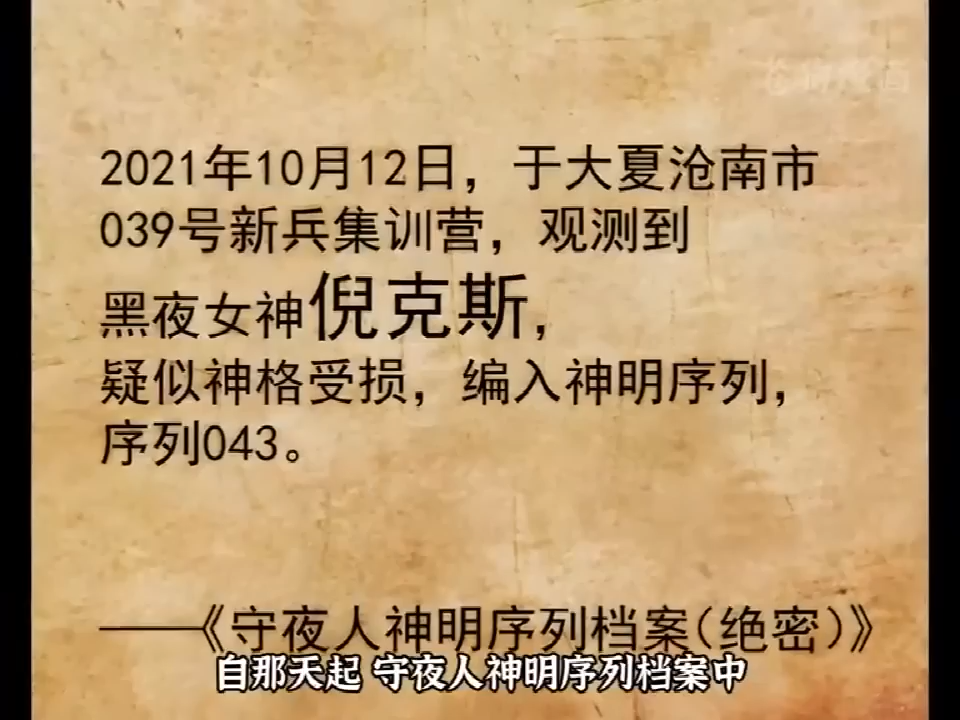 2021年10月12日，于大夏沧南市
039号新兵集训营，观测到
黑夜女神倪克斯，
疑似神格受损，编入神明序列，
序列043。
——《守夜人神明序列档案(绝密)》
自那天起 守夜人神明序列档案中